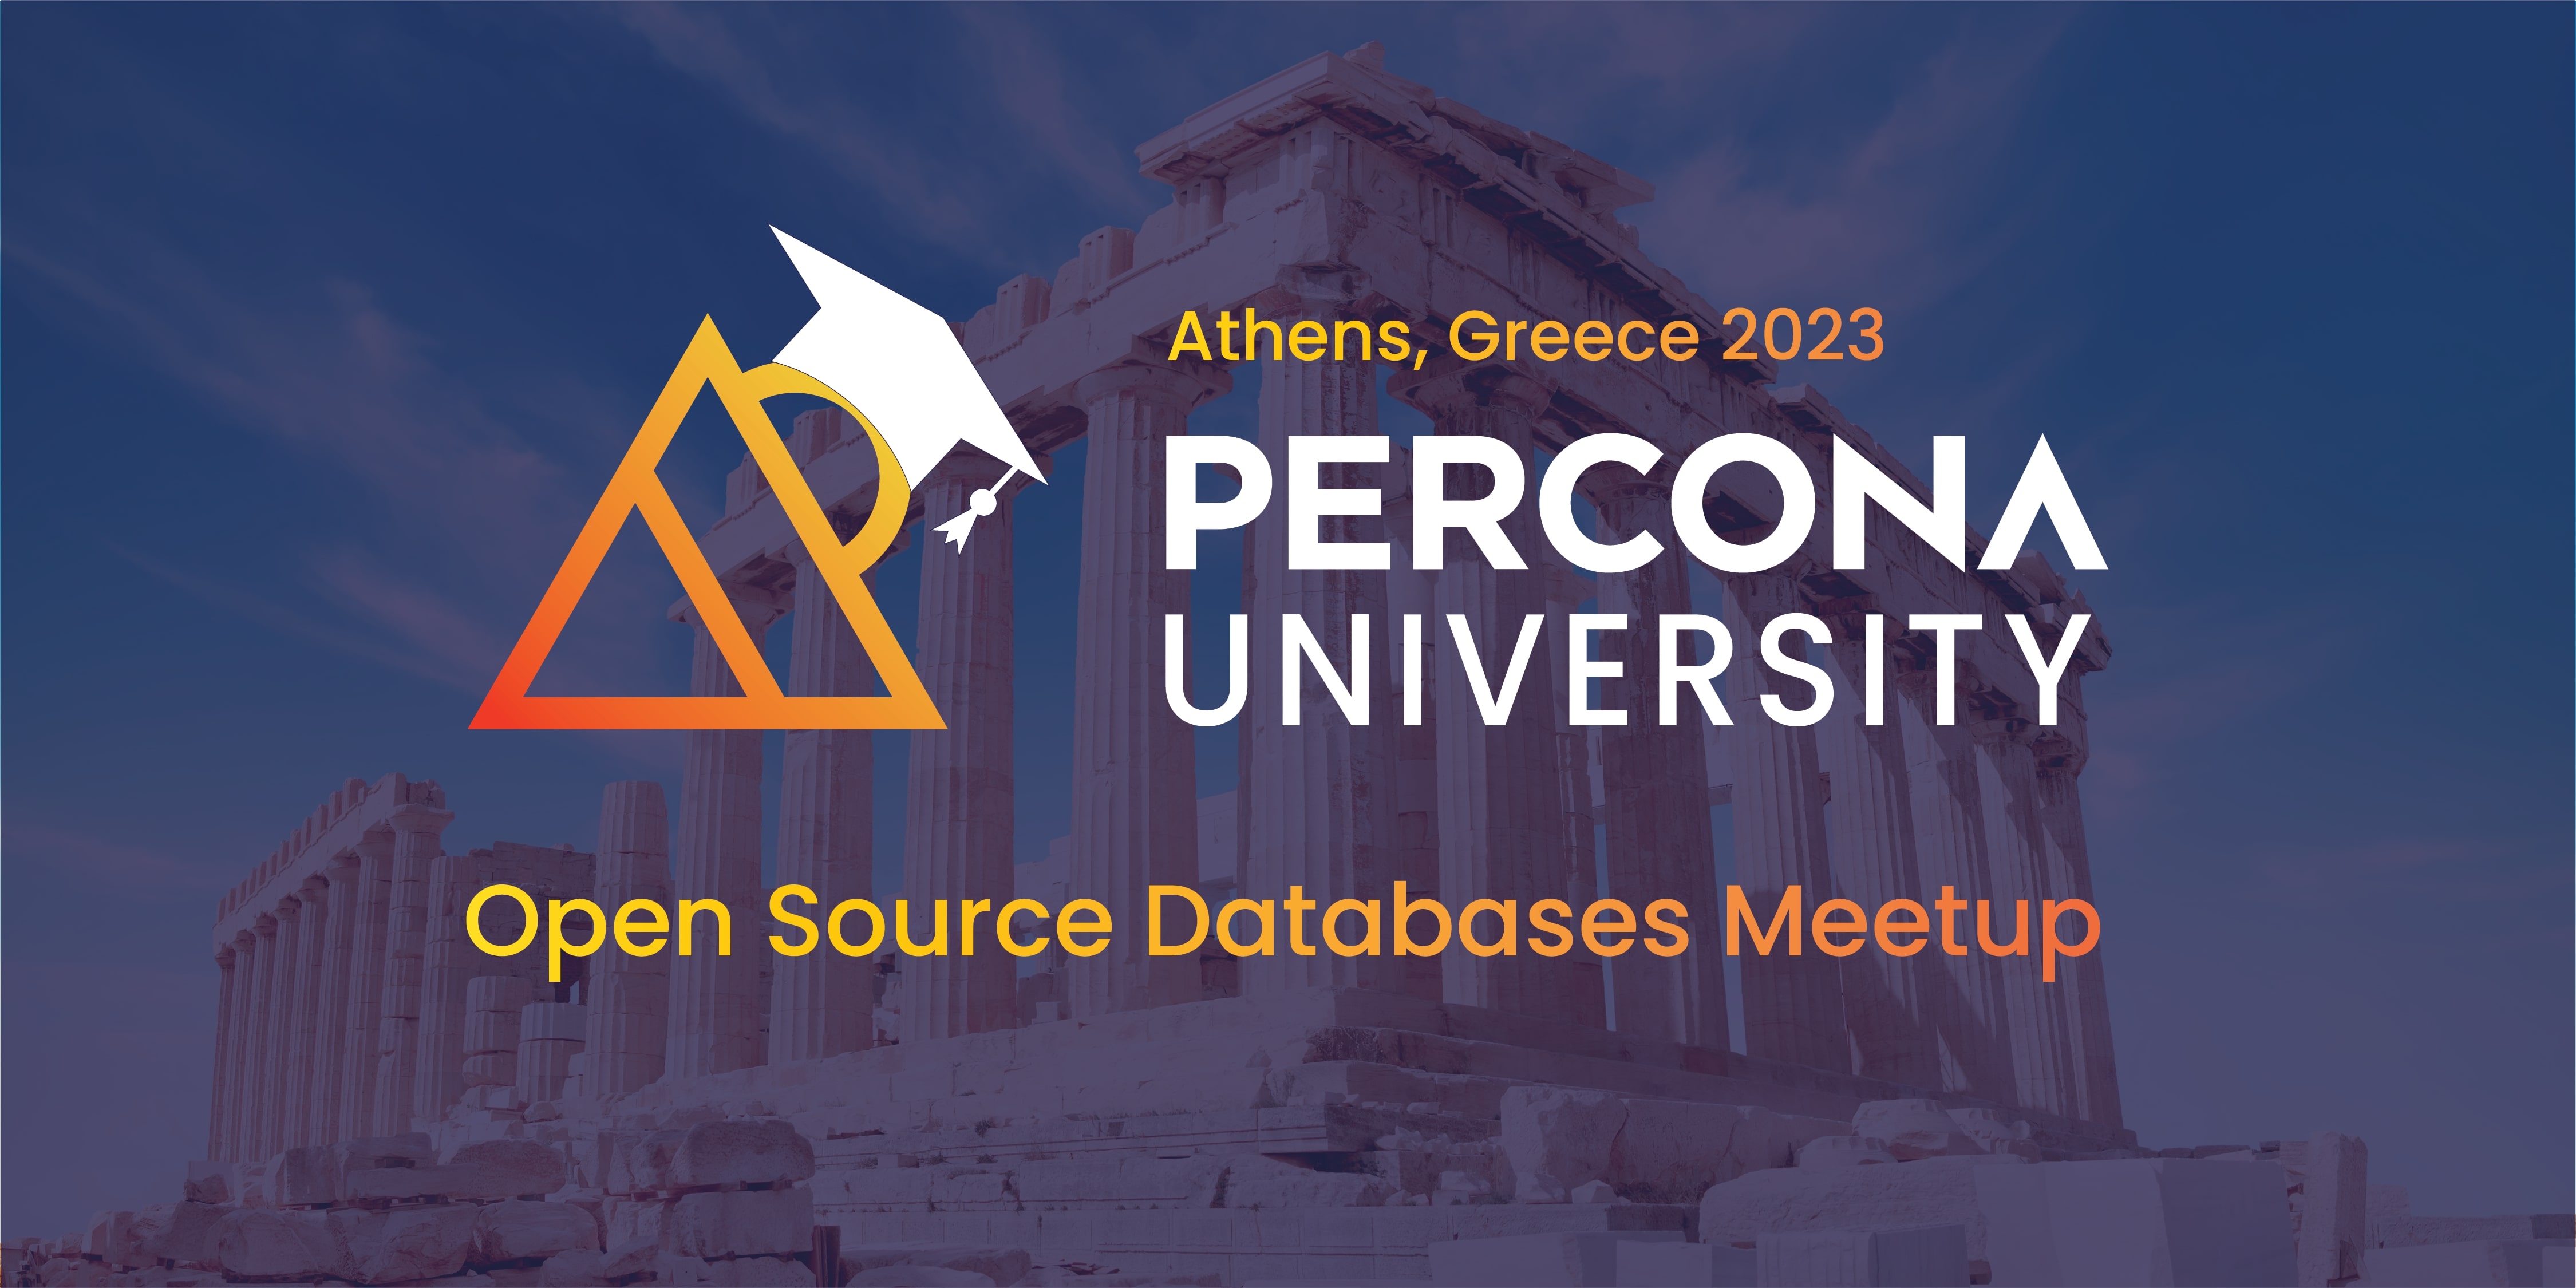 Athens, Greece 2023
PERCONA
UNIVERSITY
Open Source Databases Meetup